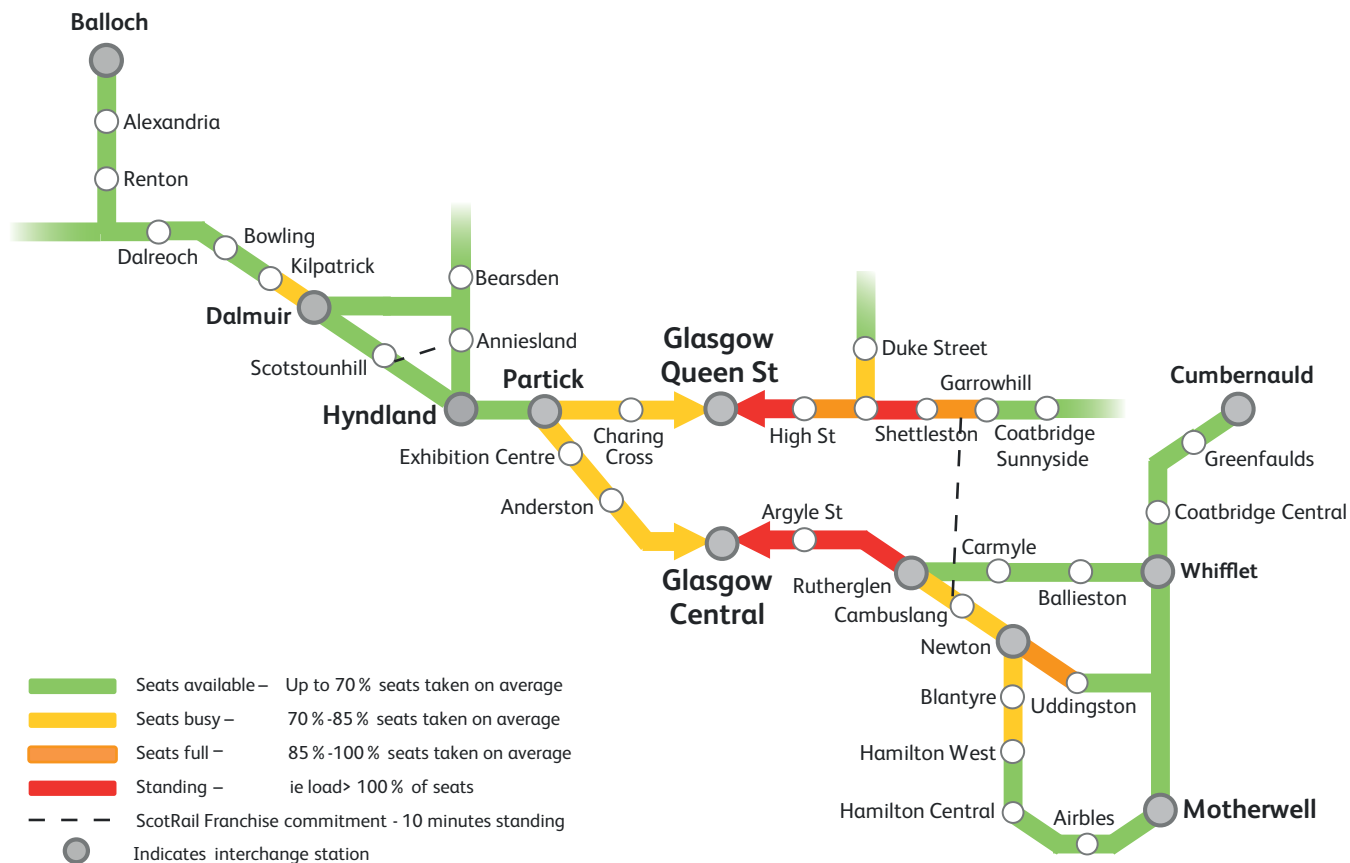 Balloch
Alexandria
Renton
Dalreoch
Bowling
Kilpatrick
Dalmuir
Bearsden
Anniesland
Scotstounhill
Hyndland
Partick
Charing
Cross
Exhibition Centre
Anderston
Glasgow
Queen St
High St
Duke Street
Shettleston
Garrowhill
Coatbridge
Sunnyside
Cumbernauld
Greenfaulds
Coatbridge Central
Whifflet
Glasgow
Central
Argyle St
Rutherglen
Carmyle
Ballieston
Cambuslang
Newton
Uddingston
Blantyre
Hamilton West
Hamilton Central
Airbles
Motherwell
Seats available – Up to 70 % seats taken on average
Seats busy – 70 %-85 % seats taken on average
Seats full – 85 %-100 % seats taken on average
Standing – ie load> 100 % of seats
ScotRail Franchise commitment - 10 minutes standing
Indicates interchange station